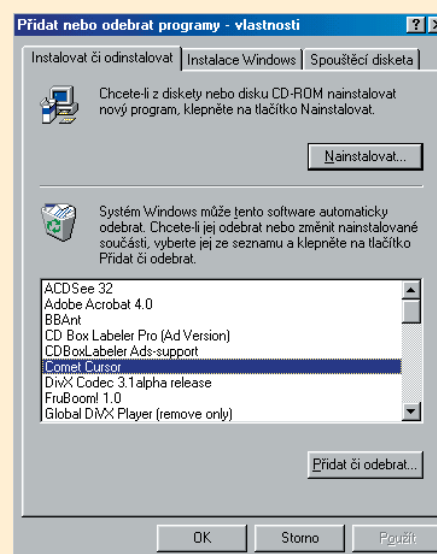 Přidat nebo odebrat programy - vlastnosti
Instalovat či odinstalovat Instalace Windows Spouštěcí disketa
Chcete-li z diskety nebo disku CD-ROM nainstalovat
nový program, klepněte na tlačítko Nainstalovat.
Nainstalovat...
Systém Windows může tento software automaticky
odebrat. Chcete-li jej odebrat nebo změnit nainstalované
součásti, vyberte jej ze seznamu a klepněte na tlačítko
Přidat či odebrat.
ACDSee 32
Adobe Acrobat 4.0
BBAnt
CD Box Labeler Pro (Ad Version)
CDBoxLabeler Ads-support
Comet Cursor
DivX Codec 3.1alpha release
FruBoom! 1.0
Global DiVX Player (remove only)
Přidat či odebrat...
OK Storno Použít